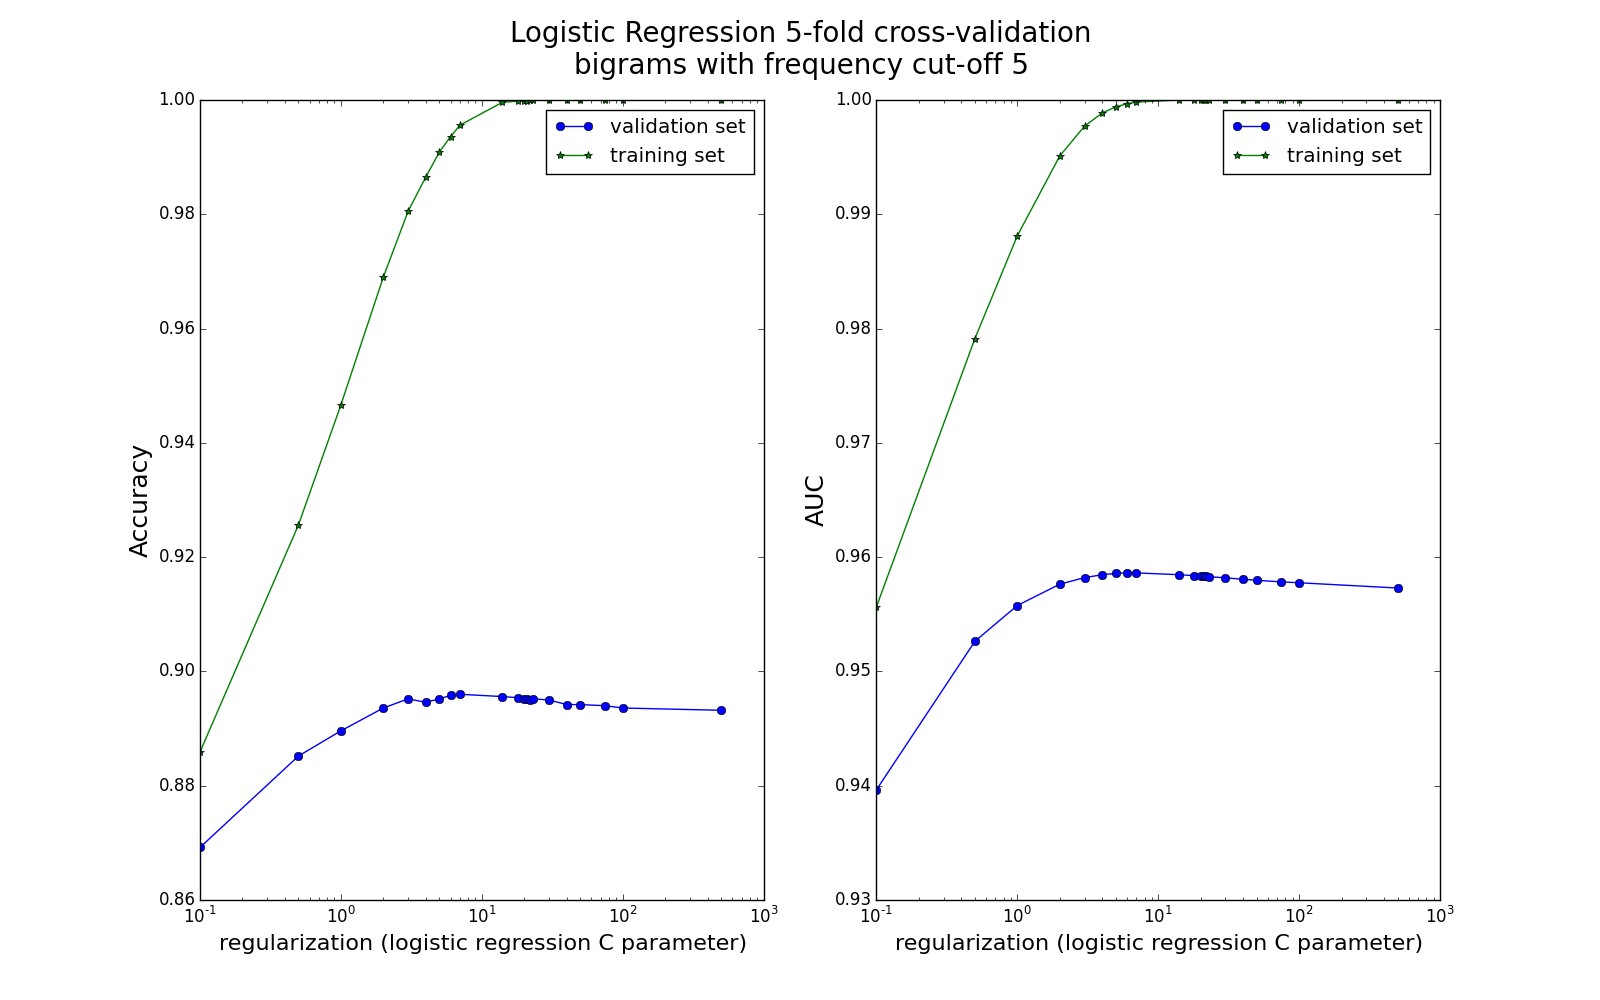 Logistic Regression 5-fold cross-validation
bigrams with frequency cut-off 5
Accuracy
1.00
0.98
0.96
0.94
0.92
0.90
0.88
0.86
validation set
training set
10⁻¹ 10⁰ 10¹ 10² 10³
regularization (logistic regression C parameter)
AUC
1.00
0.99
0.98
0.97
0.96
0.95
0.94
0.93
validation set
training set
10⁻¹ 10⁰ 10¹ 10² 10³
regularization (logistic regression C parameter)